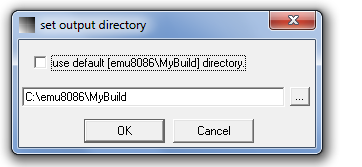 set output directory
use default [emu8086\MyBuild] directory.
C:\emu8086\MyBuild
...
OK
Cancel